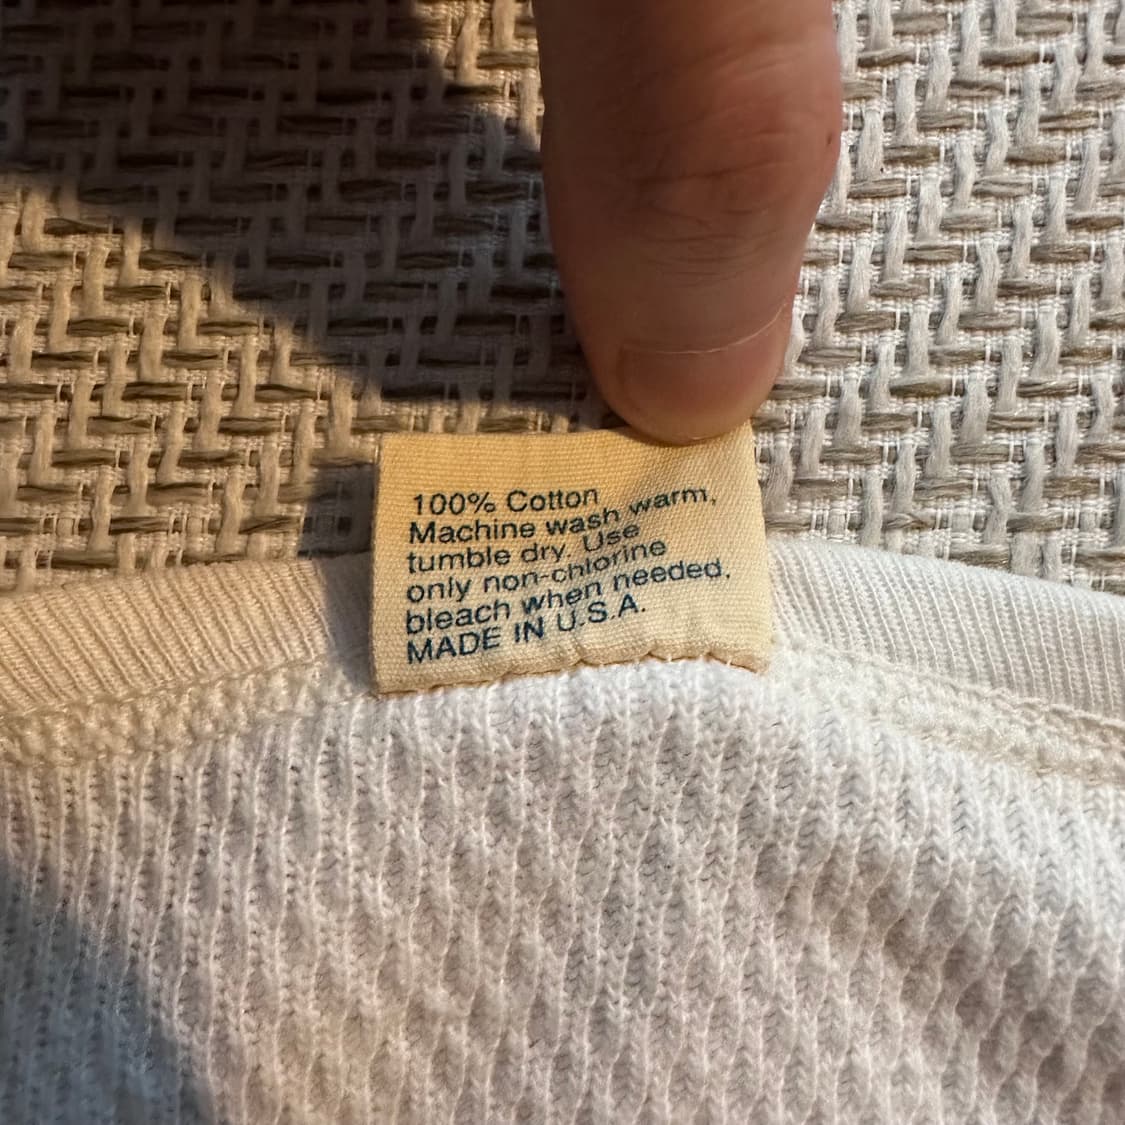 100% Cotton
Machine wash warm,
tumble dry. Use
only non-chlorine
bleach when needed.
MADE IN U.S.A.